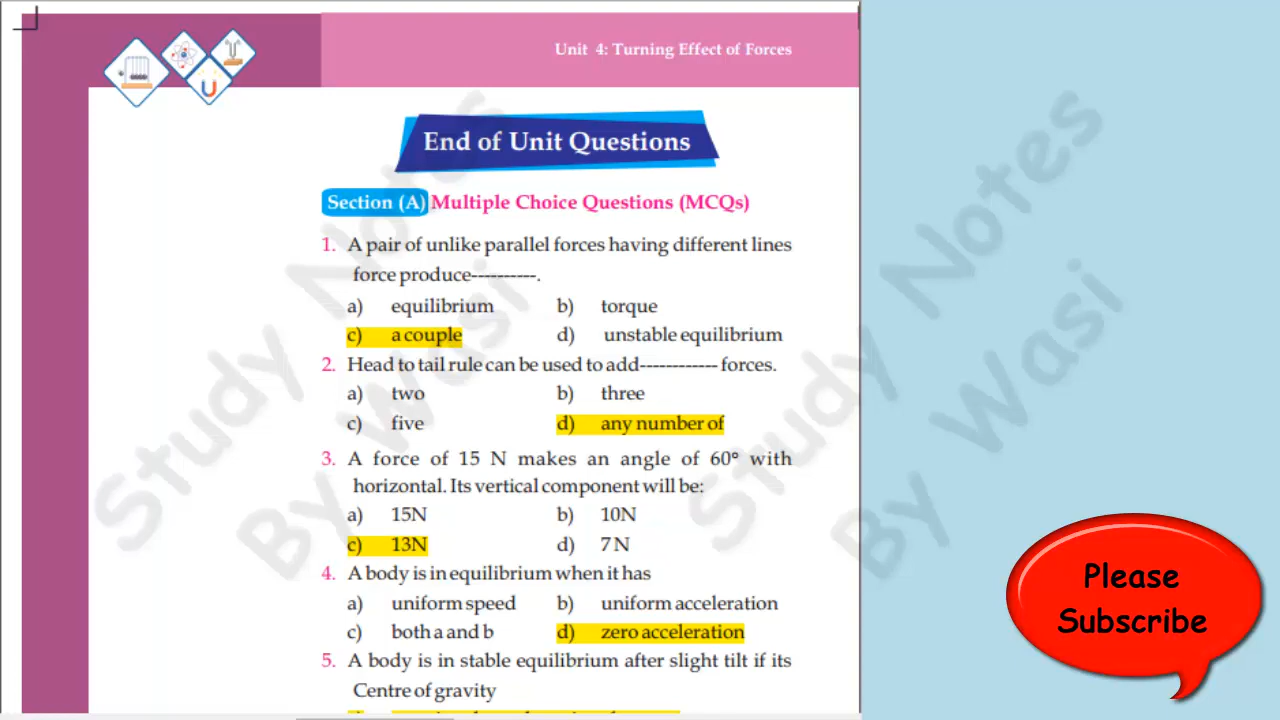 Unit 4: Turning Effect of Forces
End of Unit Questions
Section (A) Multiple Choice Questions (MCQs)
1. A pair of unlike parallel forces having different lines
force produce----------.
a) equilibrium b) torque
c) a couple d) unstable equilibrium
2. Head to tail rule can be used to add------------ forces.
a) two b) three
c) five d) any number of
3. A force of 15 N makes an angle of 60° with
horizontal. Its vertical component will be:
a) 15N b) 10N
c) 13N d) 7 N
4. A body is in equilibrium when it has
a) uniform speed b) uniform acceleration
c) both a and b d) zero acceleration
5. A body is in stable equilibrium after slight tilt if its
Centre of gravity
Study Notes
By Wasi
Study Notes
By Wasi
Please
Subscribe